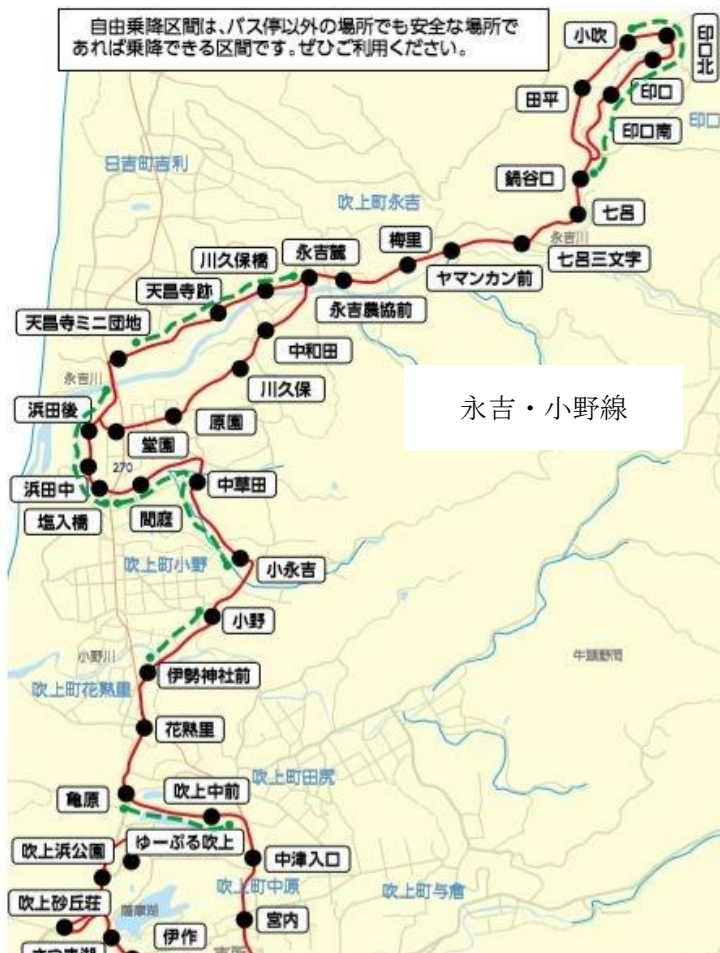 自由乗降区間は、バス停以外の場所でも安全な場所で
あれば乗降できる区間です。ぜひご利用ください。
小吹
印口北
田平
印口
印口
印口南
日吉町吉利
鍋谷口
吹上町永吉
七呂
梅里
永吉川
七呂三文字
川久保橋
永吉麓
ヤマンカン前
天昌寺跡
永吉農協前
天昌寺ミニ団地
中和田
川久保
永吉川
永吉・小野線
浜田後
原園
堂園
270
浜田中
中草田
塩入橋
間庭
吹上町小野
小永吉
小野
小野川
伊勢神社前
吹上町花熟里
花熟里
吹上町田尻
亀原
吹上中前
ゆーぷる吹上
吹上浜公園
中津入口
吹上町中原
吹上町与倉
吹上砂丘荘
薩摩湖
宮内
伊作